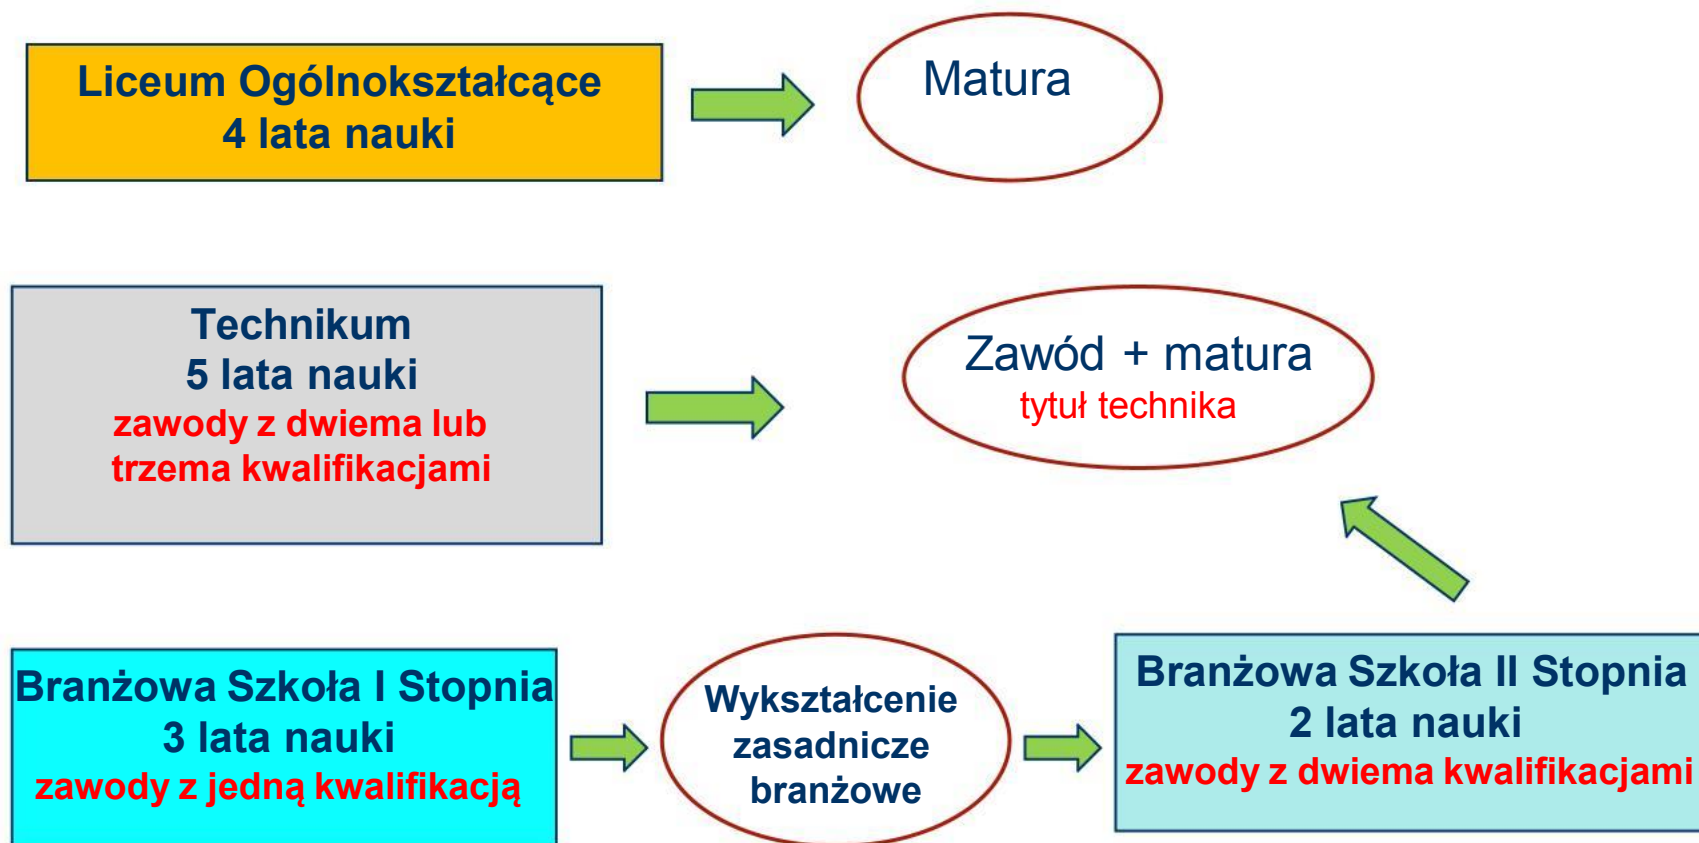 Liceum Ogólnokształcące
4 lata nauki
Matura
Technikum
5 lata nauki
zawody z dwiema lub
trzema kwalifikacjami
Zawód + matura
tytuł technika
Branżowa Szkoła I Stopnia
3 lata nauki
zawody z jedną kwalifikacją
Wykształcenie
zasadnicze
branżowe
Branżowa Szkoła II Stopnia
2 lata nauki
zawody z dwiema kwalifikacjami